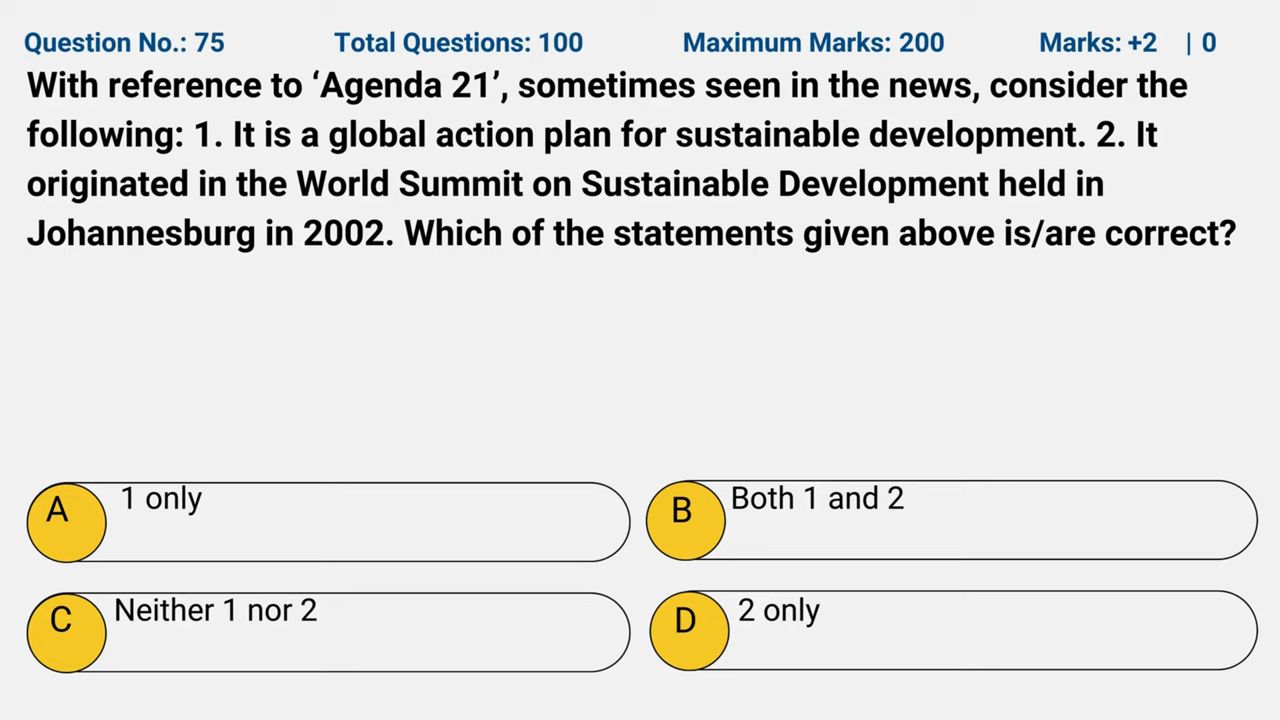 Question No.: 75 Total Questions: 100 Maximum Marks: 200 Marks: +2 | 0
With reference to ‘Agenda 21’, sometimes seen in the news, consider the
following: 1. It is a global action plan for sustainable development. 2. It
originated in the World Summit on Sustainable Development held in
Johannesburg in 2002. Which of the statements given above is/are correct?
A 1 only
B Both 1 and 2
C Neither 1 nor 2
D 2 only